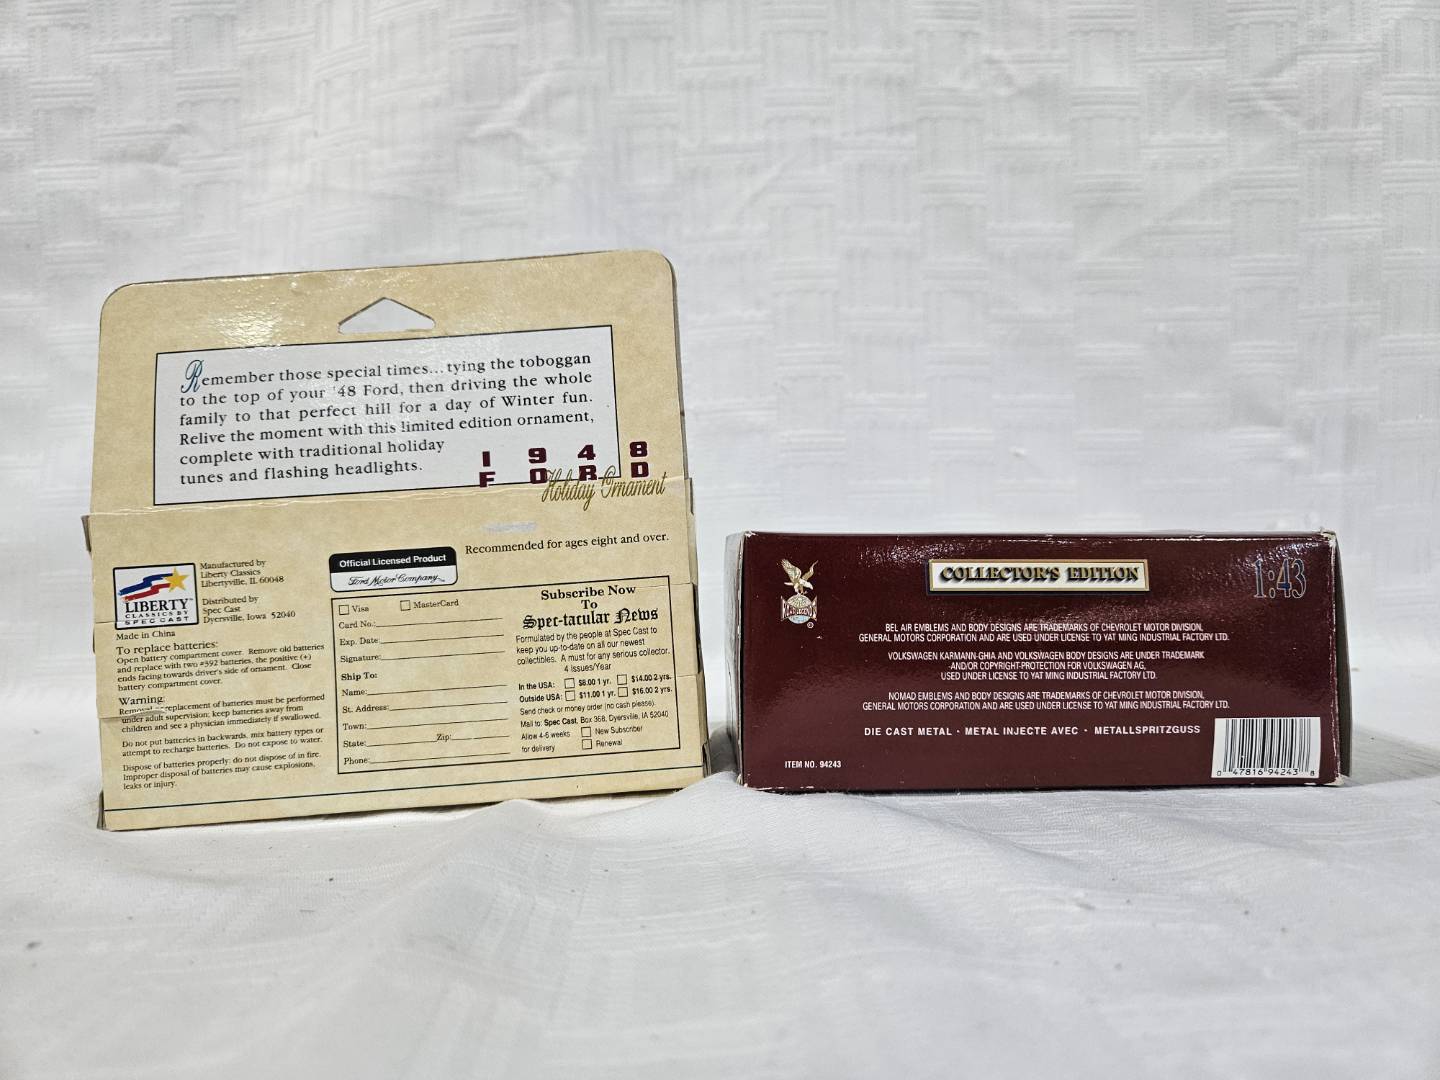 Remember those special times...tying the toboggan
to the top of your '48 Ford, then driving the whole
family to that perfect hill for a day of Winter fun.
Relive the moment with this limited edition ornament,
complete with traditional holiday
tunes and flashing headlights.
1948
FORD
Holiday Ornament
Recommended for ages eight and over.
LIBERTY
CLASSICS BY
SPEC CAST
Manufactured by
Liberty Classics
Libertyville, IL 60048
Distributed by
Spec Cast
Dyersville, Iowa 52040
Made in China
To replace batteries:
Open battery compartment cover. Remove old batteries
and replace with two #392 batteries, the positive (+)
ends facing towards driver's side of ornament. Close
battery compartment cover.
Warning:
Removal or replacement of batteries must be performed
under adult supervision; keep batteries away from
children and see a physician immediately if swallowed.
Do not put batteries in backwards, mix battery types or
attempt to recharge batteries. Do not expose to water.
Dispose of batteries properly: do not dispose of in fire.
Improper disposal of batteries may cause explosions,
leaks or injury.
Official Licensed Product
Ford Motor Company
Visa MasterCard
Card No.:
Exp. Date:
Signature:
Ship To:
Name:
St. Address:
Town:
State: Zip:
Phone:
Subscribe Now
To
Spec-tacular News
Formulated by the people at Spec Cast to
keep you up-to-date on all our newest
collectibles. A must for any serious collector.
4 Issues/Year
In the USA: $8.00 1 yr. $14.00 2 yrs.
Outside USA: $11.00 1 yr. $16.00 2 yrs.
Send check or money order (no cash please).
Mail to: Spec Cast, Box 368, Dyersville, IA 52040
Allow 4-6 weeks
for delivery
New Subscriber
Renewal
COLLECTOR'S EDITION
1:43
©
BEL AIR EMBLEMS AND BODY DESIGNS ARE TRADEMARKS OF CHEVROLET MOTOR DIVISION,
GENERAL MOTORS CORPORATION AND ARE USED UNDER LICENSE TO YAT MING INDUSTRIAL FACTORY LTD.
VOLKSWAGEN KARMANN-GHIA AND VOLKSWAGEN BODY DESIGNS ARE UNDER TRADEMARK
-AND/OR COPYRIGHT-PROTECTION FOR VOLKSWAGEN AG,
USED UNDER LICENSE TO YAT MING INDUSTRIAL FACTORY LTD.
NOMAD EMBLEMS AND BODY DESIGNS ARE TRADEMARKS OF CHEVROLET MOTOR DIVISION,
GENERAL MOTORS CORPORATION AND ARE USED UNDER LICENSE TO YAT MING INDUSTRIAL FACTORY LTD.
DIE CAST METAL · METAL INJECTE AVEC · METALLSPRITZGUSS
ITEM NO. 94243
0 47816 94243 8